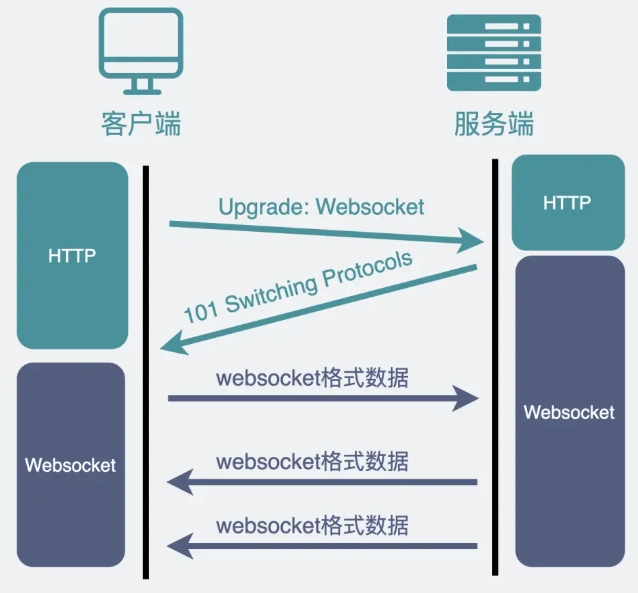 客户端
服务端
Upgrade: Websocket
HTTP
HTTP
101 Switching Protocols
websocket格式数据
Websocket
Websocket
websocket格式数据
websocket格式数据